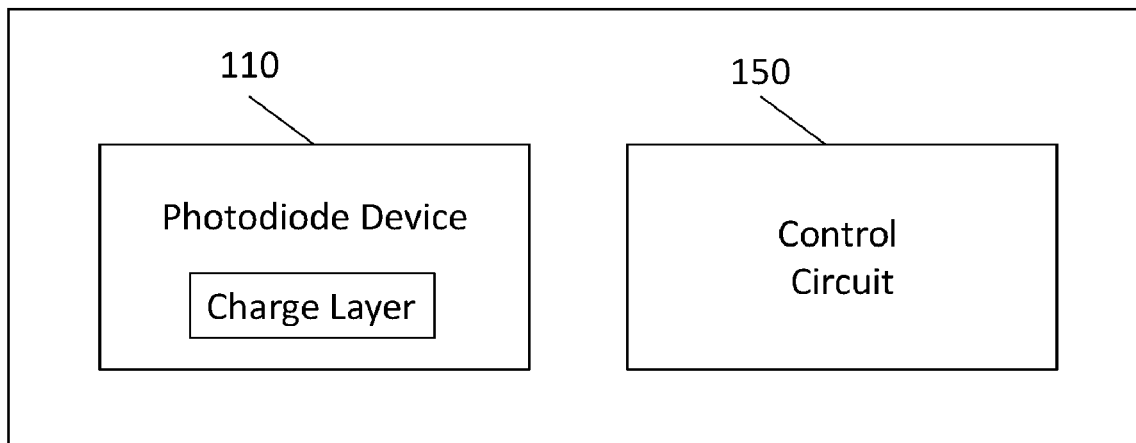 110
150
Photodiode Device
Charge Layer
Control
Circuit